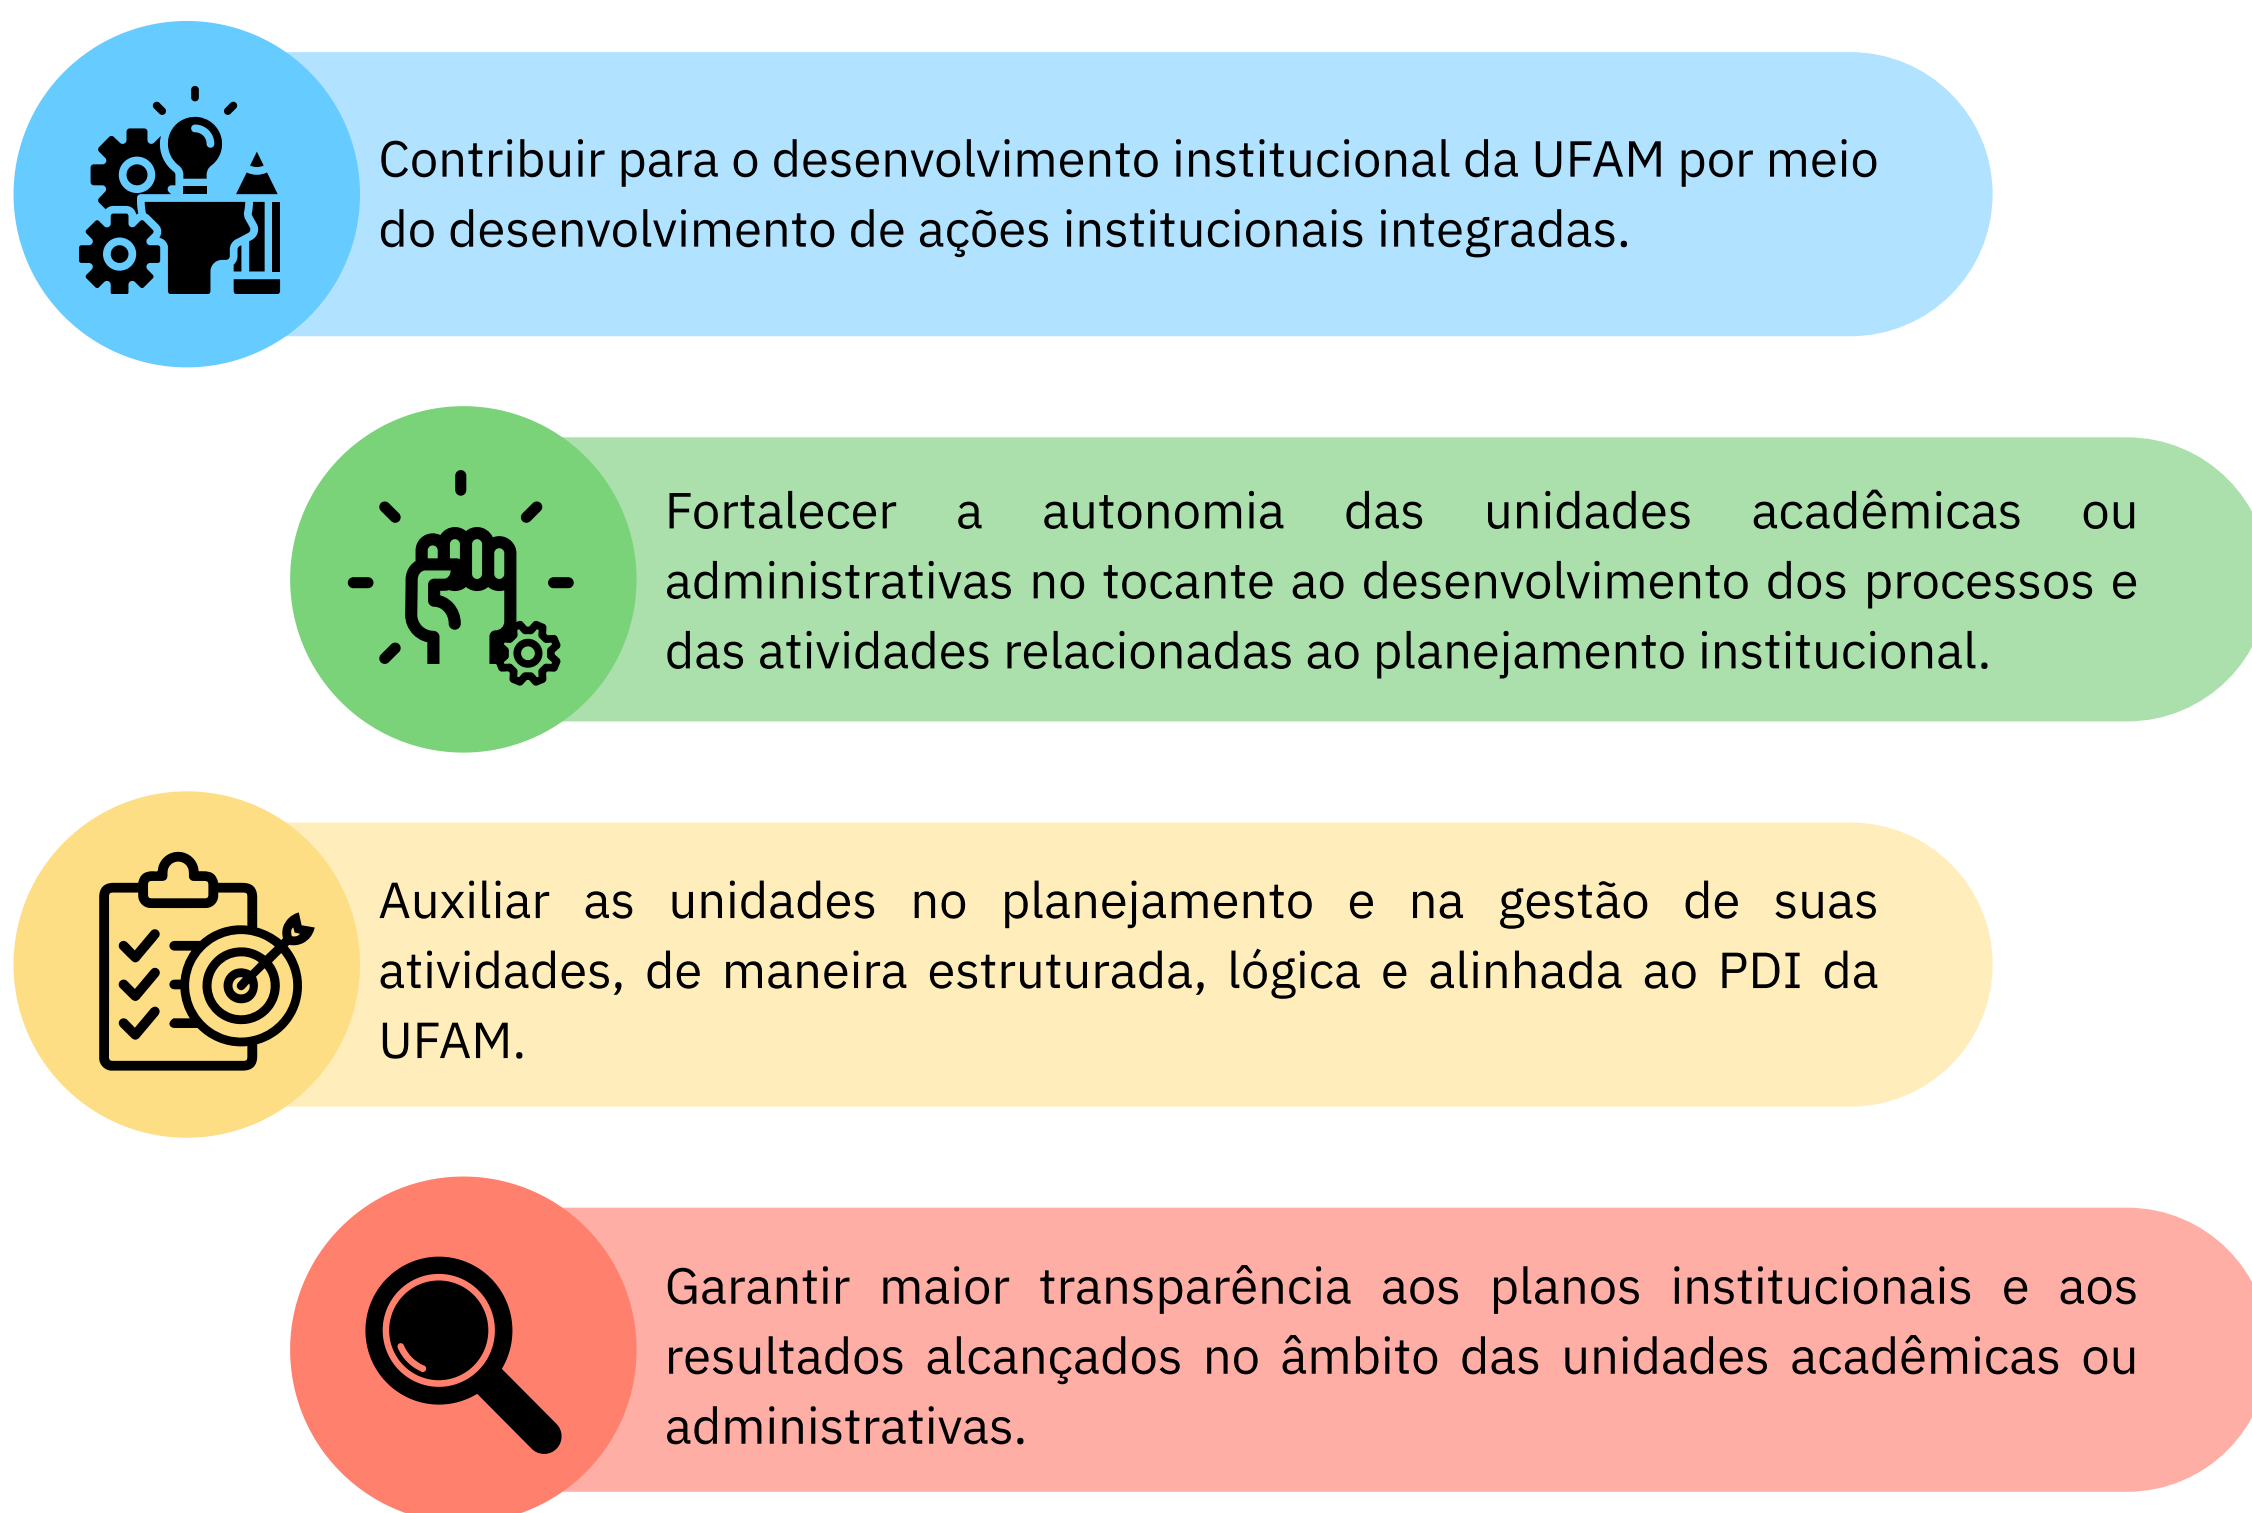 Contribuir para o desenvolvimento institucional da UFAM por meio
do desenvolvimento de ações institucionais integradas.
Fortalecer a autonomia das unidades acadêmicas ou
administrativas no tocante ao desenvolvimento dos processos e
das atividades relacionadas ao planejamento institucional.
Auxiliar as unidades no planejamento e na gestão de suas
atividades, de maneira estruturada, lógica e alinhada ao PDI da
UFAM.
Garantir maior transparência aos planos institucionais e aos
resultados alcançados no âmbito das unidades acadêmicas ou
administrativas.